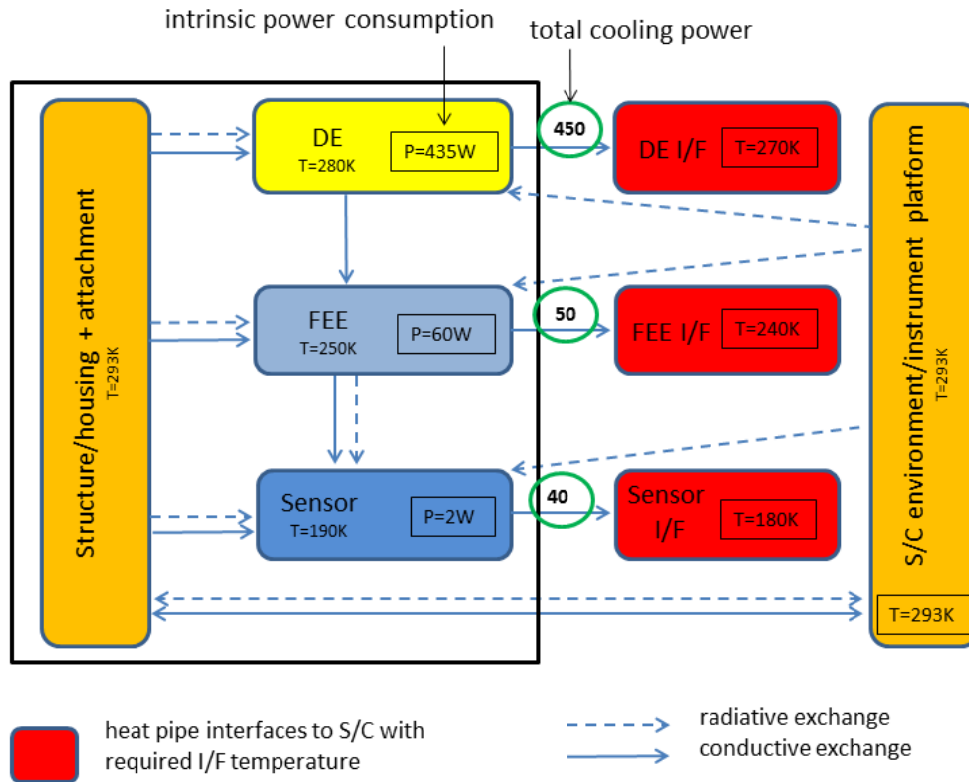 intrinsic power consumption
total cooling power
Structure/housing + attachment
T=293K
DE
T=280K
P=435W
450
DE I/F
T=270K
FEE
T=250K
P=60W
50
FEE I/F
T=240K
Sensor
T=190K
P=2W
40
Sensor
I/F
T=180K
S/C environment/instrument platform
T=293K
T=293K
heat pipe interfaces to S/C with
required I/F temperature
radiative exchange
conductive exchange